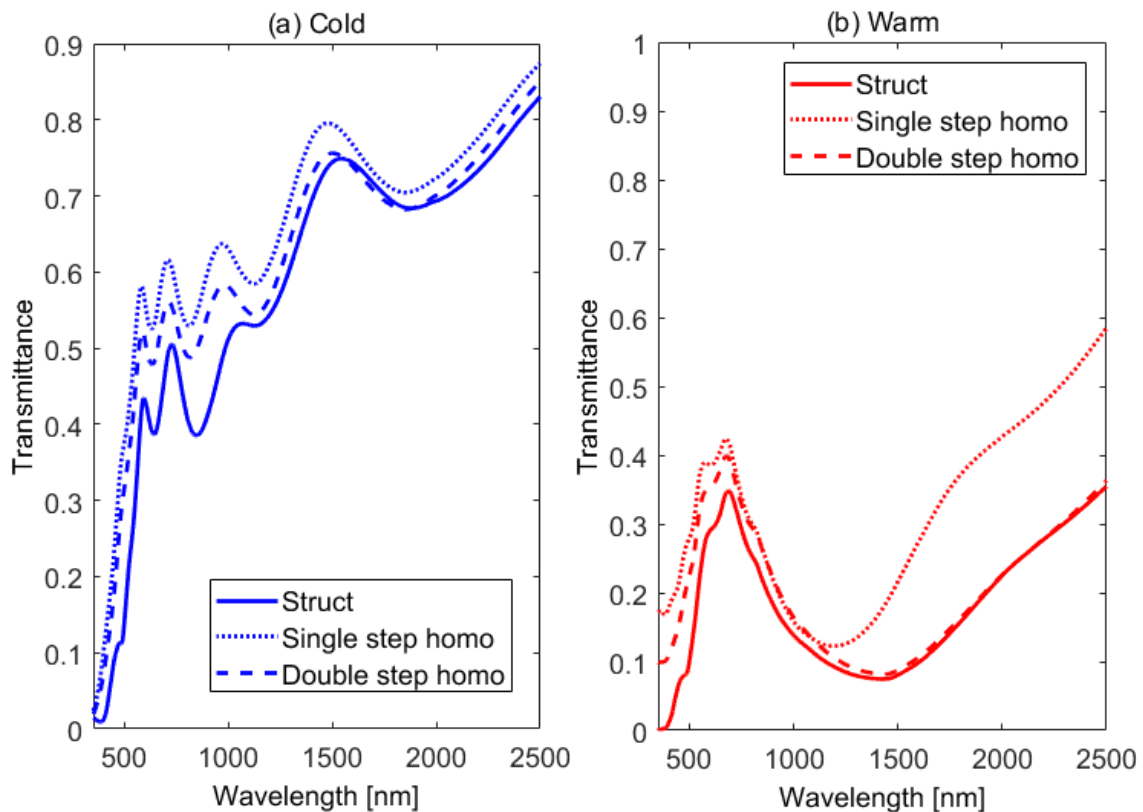 (a) Cold
0.9
0.8
0.7
0.6
0.5
0.4
0.3
0.2
0.1
0
Transmittance
500 1000 1500 2000 2500
Wavelength [nm]
Struct
Single step homo
Double step homo
(b) Warm
1
0.9
0.8
0.7
0.6
0.5
0.4
0.3
0.2
0.1
0
Transmittance
500 1000 1500 2000 2500
Wavelength [nm]
Struct
Single step homo
Double step homo